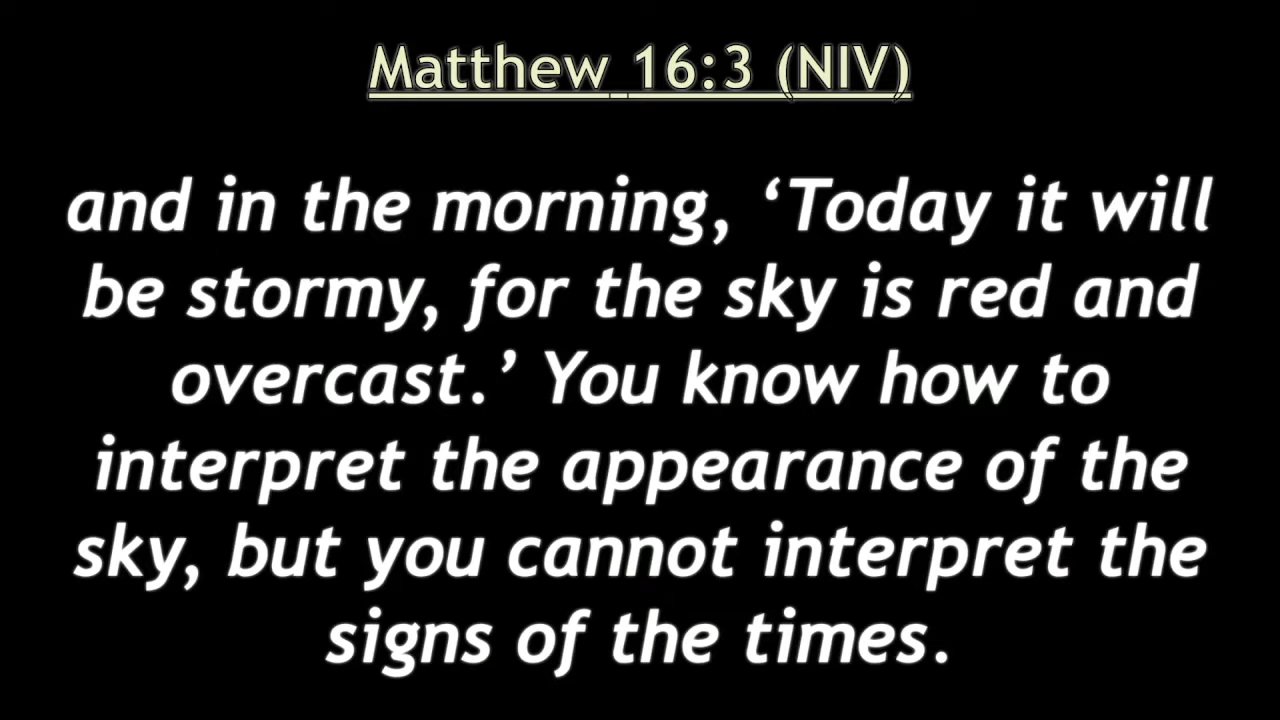 Matthew 16:3 (NIV)
and in the morning, ‘Today it will
be stormy, for the sky is red and
overcast.’ You know how to
interpret the appearance of the
sky, but you cannot interpret the
signs of the times.